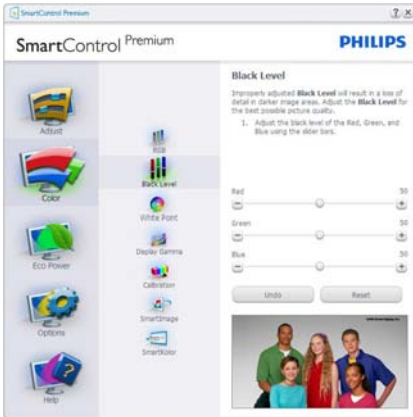 SmartControl Premium
SmartControl Premium
PHILIPS
Adjust
Color
Eco Power
Options
Help
RGB
Black Level
White Point
Display Gamma
Calibration
SmartImage
SmartKolor
Black Level
Improperly adjusted Black Level will result in a loss of
detail in darker image areas. Adjust the Black Level for
the best possible picture quality.
1. Adjust the black level of the Red, Green, and
Blue using the slider bars.
Red 50
Green 50
Blue 50
Undo
Reset